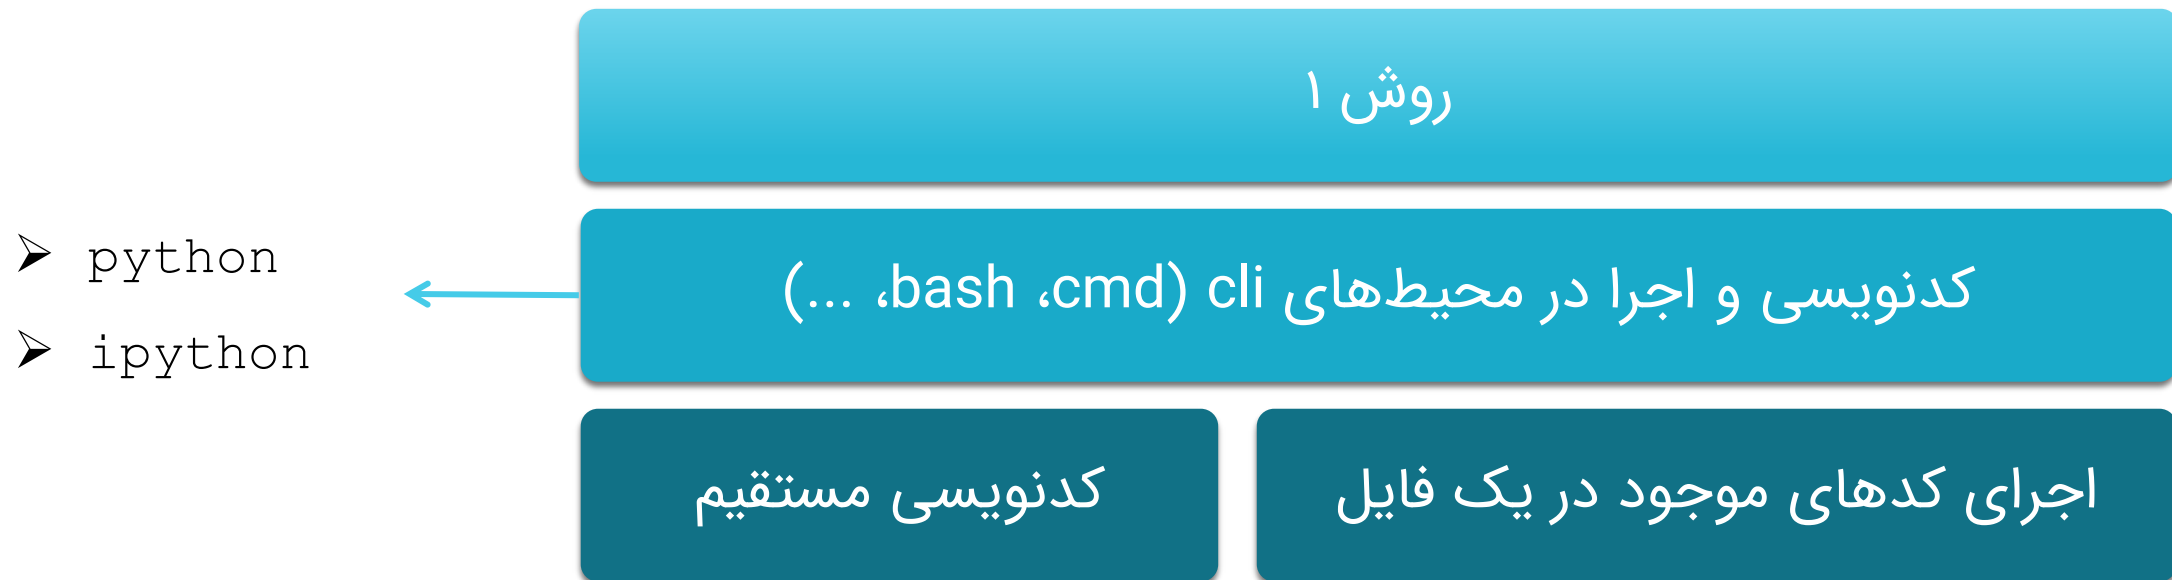 روش ۱
کدنویسی و اجرا در محیط‌های cli (cmd، bash، ...)
python
ipython
اجرای کدهای موجود در یک فایل
کدنویسی مستقیم